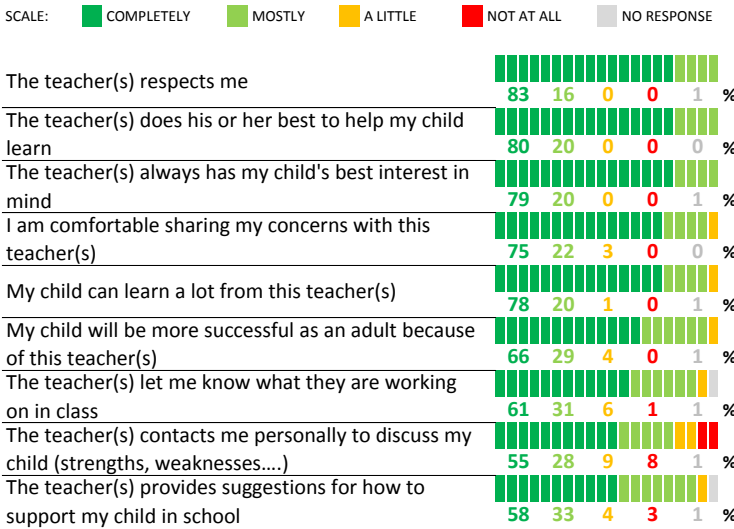 SCALE: COMPLETELY MOSTLY A LITTLE NOT AT ALL NO RESPONSE
The teacher(s) respects me
83 16 0 0 1 %
The teacher(s) does his or her best to help my child
learn
80 20 0 0 0 %
The teacher(s) always has my child's best interest in
mind
79 20 0 0 1 %
I am comfortable sharing my concerns with this
teacher(s)
75 22 3 0 0 %
My child can learn a lot from this teacher(s)
78 20 1 0 1 %
My child will be more successful as an adult because
of this teacher(s)
66 29 4 0 1 %
The teacher(s) let me know what they are working
on in class
61 31 6 1 1 %
The teacher(s) contacts me personally to discuss my
child (strengths, weaknesses....)
55 28 9 8 1 %
The teacher(s) provides suggestions for how to
support my child in school
58 33 4 3 1 %